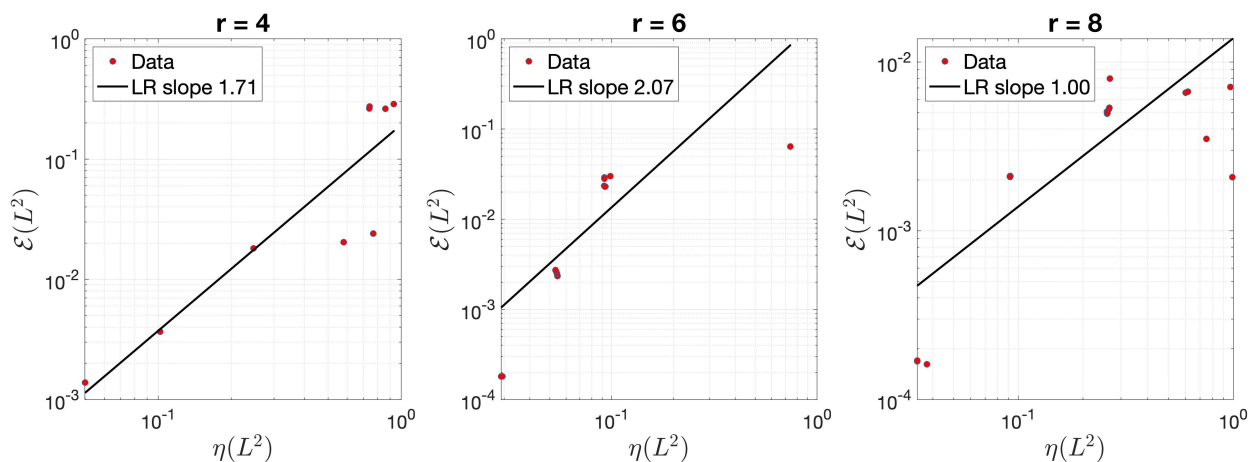 r = 4
Data
LR slope 1.71
10^0
10^-1
10^-2
10^-3
ℰ(L^2)
10^-1
10^0
η(L^2)
r = 6
Data
LR slope 2.07
10^0
10^-1
10^-2
10^-3
10^-4
ℰ(L^2)
10^-1
10^0
η(L^2)
r = 8
Data
LR slope 1.00
10^-2
10^-3
10^-4
ℰ(L^2)
10^-1
10^0
η(L^2)